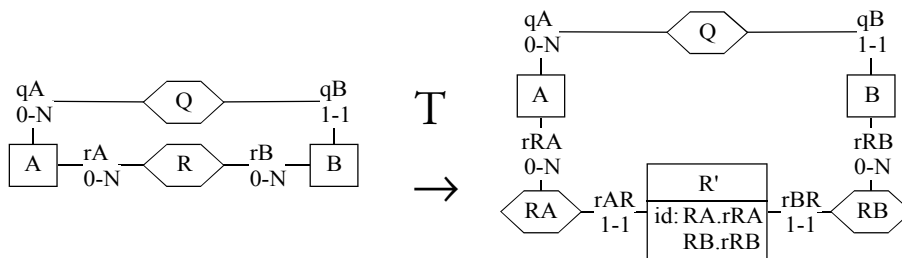 qA Q qB
0-N 1-1
A B
rA R rB
0-N 0-N
T
→
qA Q qB
0-N 1-1
A B
rRA rRB
0-N 0-N
R'
RA rAR id: RA.rRA rBR RB
1-1 RB.rRB 1-1